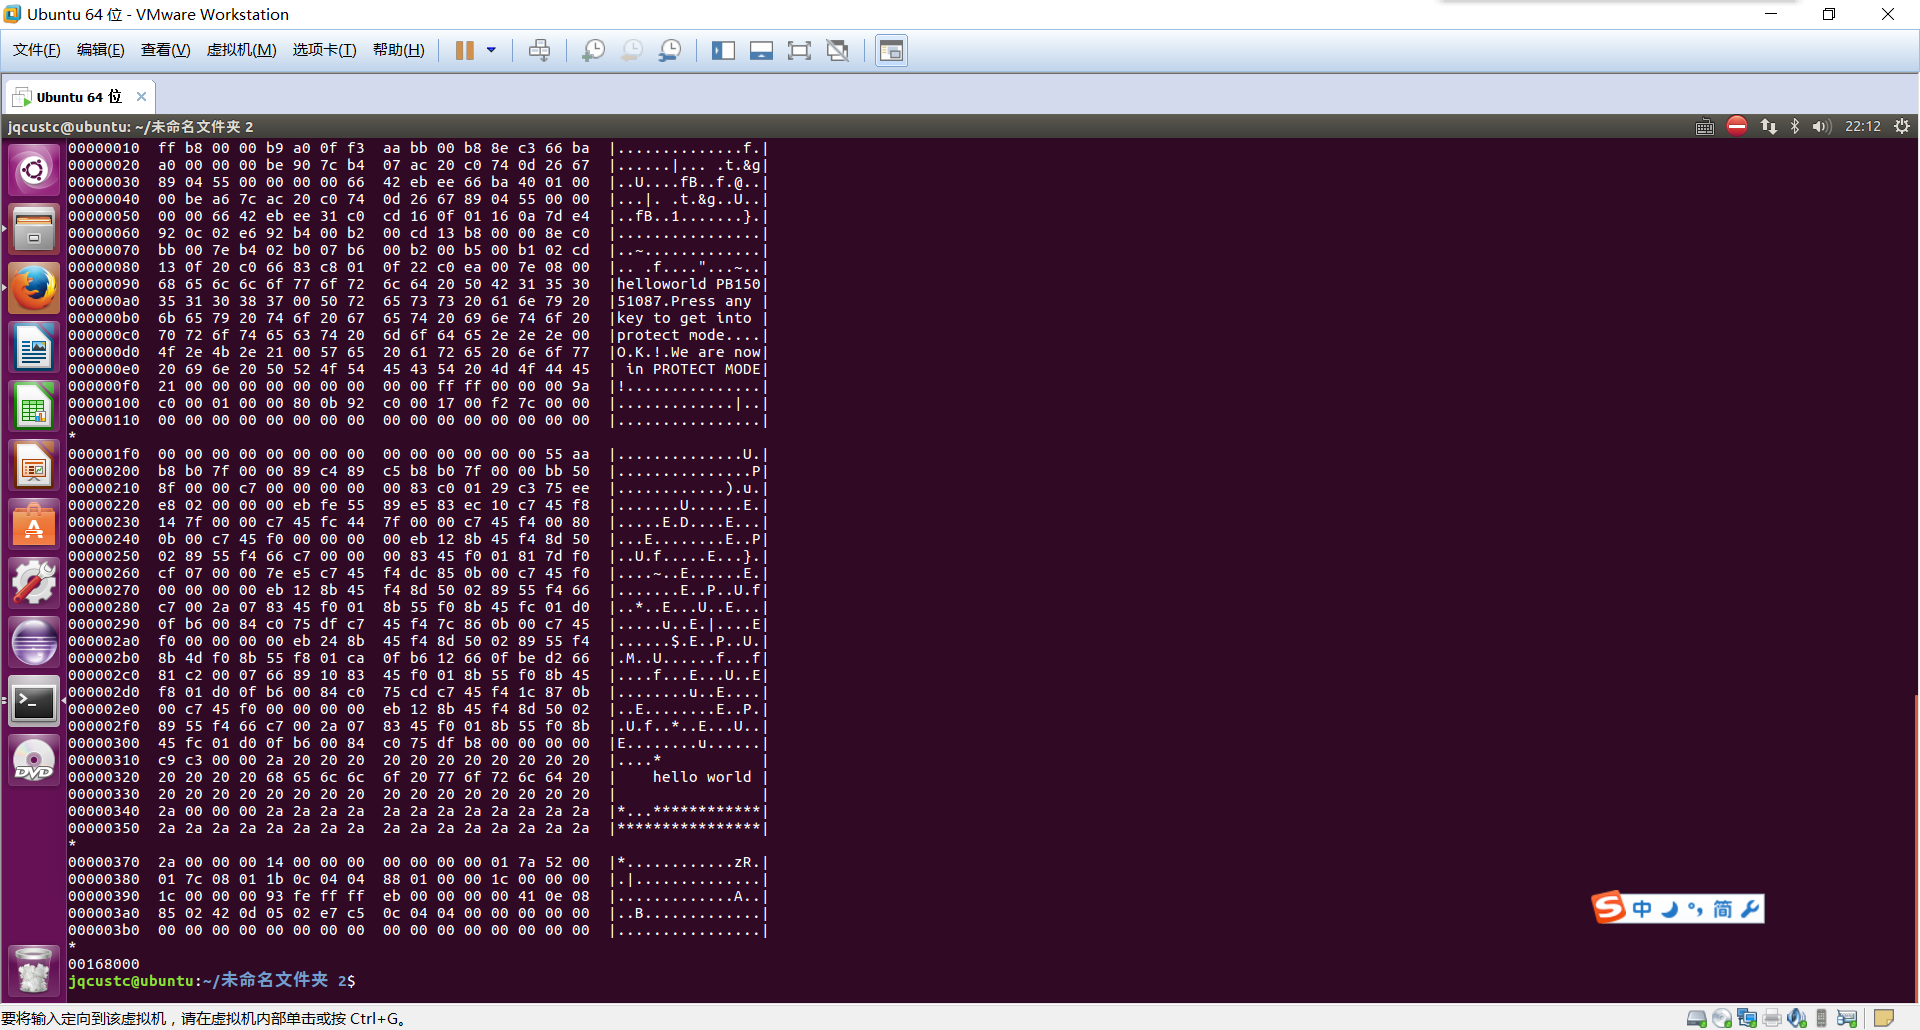 Ubuntu 64 位 - VMware Workstation
文件(F) 编辑(E) 查看(V) 虚拟机(M) 选项卡(T) 帮助(H)
Ubuntu 64 位
jqcustc@ubuntu: ~/未命名文件夹 2 22:12
00000010  ff b8 00 00 b9 a0 0f f3  aa bb 00 b8 8e c3 66 ba  |..............f.|
00000020  a0 00 00 00 be 90 7c b4  07 ac 20 c0 74 0d 26 67  |......|... .t.&g|
00000030  89 04 55 00 00 00 00 66  42 eb ee 66 ba 40 01 00  |..U....fB..f.@..|
00000040  00 be a6 7c ac 20 c0 74  0d 26 67 89 04 55 00 00  |...|. .t.&g..U..|
00000050  00 00 66 42 eb ee 31 c0  cd 16 0f 01 16 0a 7d e4  |..fB..1.......}.|
00000060  92 0c 02 e6 92 b4 00 b2  00 cd 13 b8 00 00 8e c0  |................|
00000070  bb 00 7e b4 02 b0 07 b6  00 b2 00 b5 00 b1 02 cd  |..~.............|
00000080  13 0f 20 c0 66 83 c8 01  0f 22 c0 ea 00 7e 08 00  |.. .f...."...~..|
00000090  68 65 6c 6c 6f 77 6f 72  6c 64 20 50 42 31 35 30  |helloworld PB150|
000000a0  35 31 30 38 37 00 50 72  65 73 73 20 61 6e 79 20  |51087.Press any |
000000b0  6b 65 79 20 74 6f 20 67  65 74 20 69 6e 74 6f 20  |key to get into |
000000c0  70 72 6f 74 65 63 74 20  6d 6f 64 65 2e 2e 2e 00  |protect mode....|
000000d0  4f 2e 4b 2e 21 00 57 65  20 61 72 65 20 6e 6f 77  |O.K.!.We are now|
000000e0  20 69 6e 20 50 52 4f 54  45 43 54 20 4d 4f 44 45  | in PROTECT MODE|
000000f0  21 00 00 00 00 00 00 00  00 00 ff ff 00 00 00 9a  |!...............|
00000100  c0 00 01 00 00 80 0b 92  c0 00 17 00 f2 7c 00 00  |.............|..|
00000110  00 00 00 00 00 00 00 00  00 00 00 00 00 00 00 00  |................|
*
000001f0  00 00 00 00 00 00 00 00  00 00 00 00 00 00 55 aa  |..............U.|
00000200  b8 b0 7f 00 00 89 c4 89  c5 b8 b0 7f 00 00 bb 50  |...............P|
00000210  8f 00 00 c7 00 00 00 00  00 83 c0 01 29 c3 75 ee  |............).u.|
00000220  e8 02 00 00 00 eb fe 55  89 e5 83 ec 10 c7 45 f8  |.......U......E.|
00000230  14 7f 00 00 c7 45 fc 44  7f 00 00 c7 45 f4 00 80  |.....E.D....E...|
00000240  0b 00 c7 45 f0 00 00 00  00 eb 12 8b 45 f4 8d 50  |...E........E..P|
00000250  02 89 55 f4 66 c7 00 00  00 83 45 f0 01 81 7d f0  |..U.f.....E...}.|
00000260  cf 07 00 00 7e e5 c7 45  f4 dc 85 0b 00 c7 45 f0  |....~..E......E.|
00000270  00 00 00 00 eb 12 8b 45  f4 8d 50 02 89 55 f4 66  |.......E..P..U.f|
00000280  c7 00 2a 07 83 45 f0 01  8b 55 f0 8b 45 fc 01 d0  |..*..E...U..E...|
00000290  0f b6 00 84 c0 75 df c7  45 f4 7c 86 0b 00 c7 45  |.....u..E.|....E|
000002a0  f0 00 00 00 00 eb 24 8b  45 f4 8d 50 02 89 55 f4  |......$.E..P..U.|
000002b0  8b 4d f0 8b 55 f8 01 ca  0f b6 12 66 0f be d2 66  |.M..U......f...f|
000002c0  81 c2 00 07 66 89 10 83  45 f0 01 8b 55 f0 8b 45  |....f...E...U..E|
000002d0  f8 01 d0 0f b6 00 84 c0  75 cd c7 45 f4 1c 87 0b  |........u..E....|
000002e0  00 c7 45 f0 00 00 00 00  eb 12 8b 45 f4 8d 50 02  |..E........E..P.|
000002f0  89 55 f4 66 c7 00 2a 07  83 45 f0 01 8b 55 f0 8b  |.U.f..*..E...U..|
00000300  45 fc 01 d0 0f b6 00 84  c0 75 df b8 00 00 00 00  |E........u......|
00000310  c9 c3 00 00 2a 20 20 20  20 20 20 20 20 20 20 20  |....*           |
00000320  20 20 20 20 68 65 6c 6c  6f 20 77 6f 72 6c 64 20  |    hello world |
00000330  20 20 20 20 20 20 20 20  20 20 20 20 20 20 20 20  |                |
00000340  2a 00 00 00 2a 2a 2a 2a  2a 2a 2a 2a 2a 2a 2a 2a  |*...************|
00000350  2a 2a 2a 2a 2a 2a 2a 2a  2a 2a 2a 2a 2a 2a 2a 2a  |****************|
*
00000370  2a 00 00 00 14 00 00 00  00 00 00 00 01 7a 52 00  |*............zR.|
00000380  01 7c 08 01 1b 0c 04 04  88 01 00 00 1c 00 00 00  |.|..............|
00000390  1c 00 00 00 93 fe ff ff  eb 00 00 00 00 41 0e 08  |.............A..|
000003a0  85 02 42 0d 05 02 e7 c5  0c 04 04 00 00 00 00 00  |..B.............|
000003b0  00 00 00 00 00 00 00 00  00 00 00 00 00 00 00 00  |................|
*
00168000
jqcustc@ubuntu:~/未命名文件夹 2$
DVD
中 简
要将输入定向到该虚拟机，请在虚拟机内部单击或按 Ctrl+G。